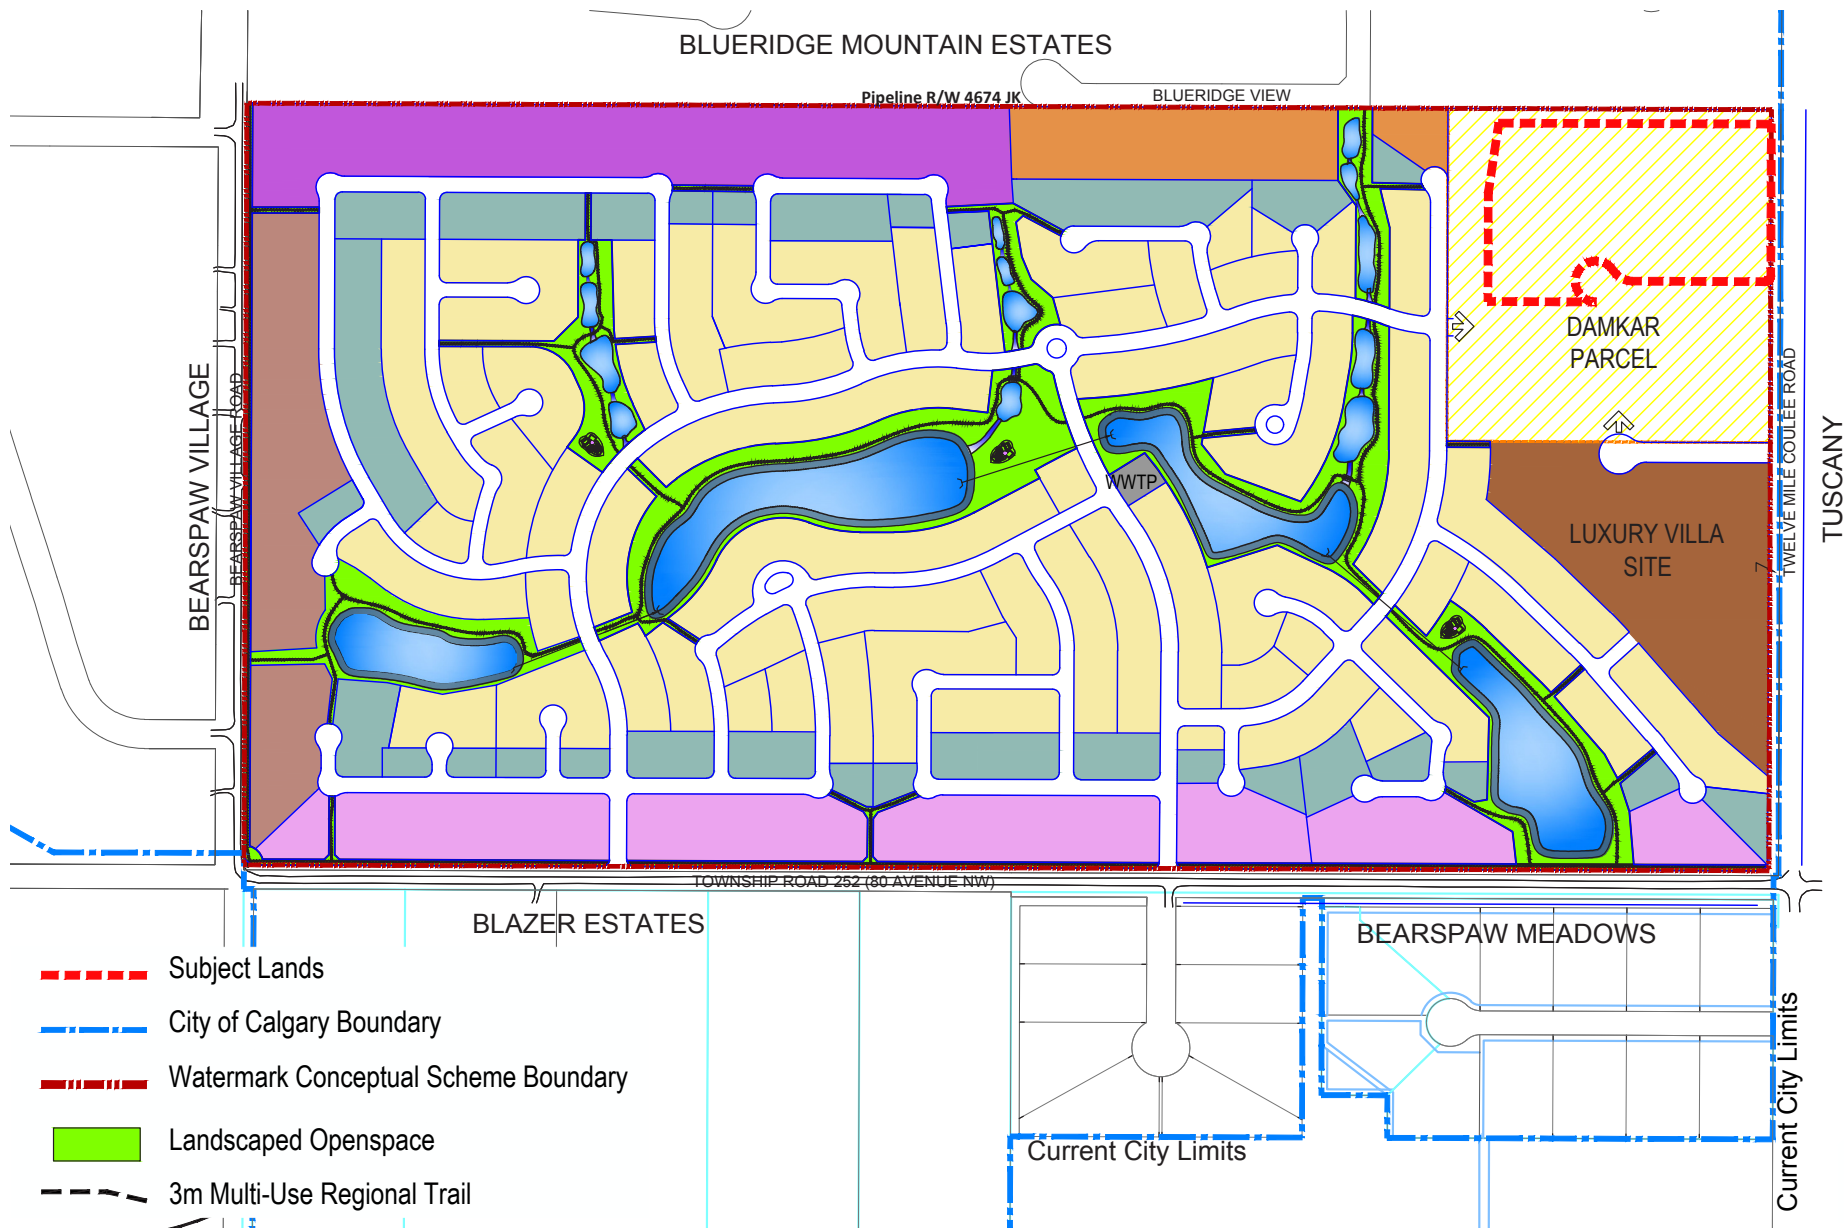 BLUERIDGE MOUNTAIN ESTATES
Pipeline R/W 4674 JK
BLUERIDGE VIEW
DAMKAR
PARCEL
BEARSPAW VILLAGE
BEARSPAW VILLAGE ROAD
WWTP
LUXURY VILLA
SITE
TWELVE MILE COULEE ROAD
TUSCANY
TOWNSHIP ROAD 252 (80 AVENUE NW)
BLAZER ESTATES
BEARSPAW MEADOWS
Subject Lands
City of Calgary Boundary
Watermark Conceptual Scheme Boundary
Landscaped Openspace
3m Multi-Use Regional Trail
Current City Limits
Current City Limits